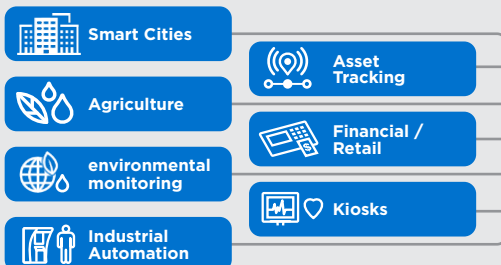 Smart Cities
Asset
Tracking
Agriculture
Financial /
Retail
environmental
monitoring
Kiosks
Industrial
Automation